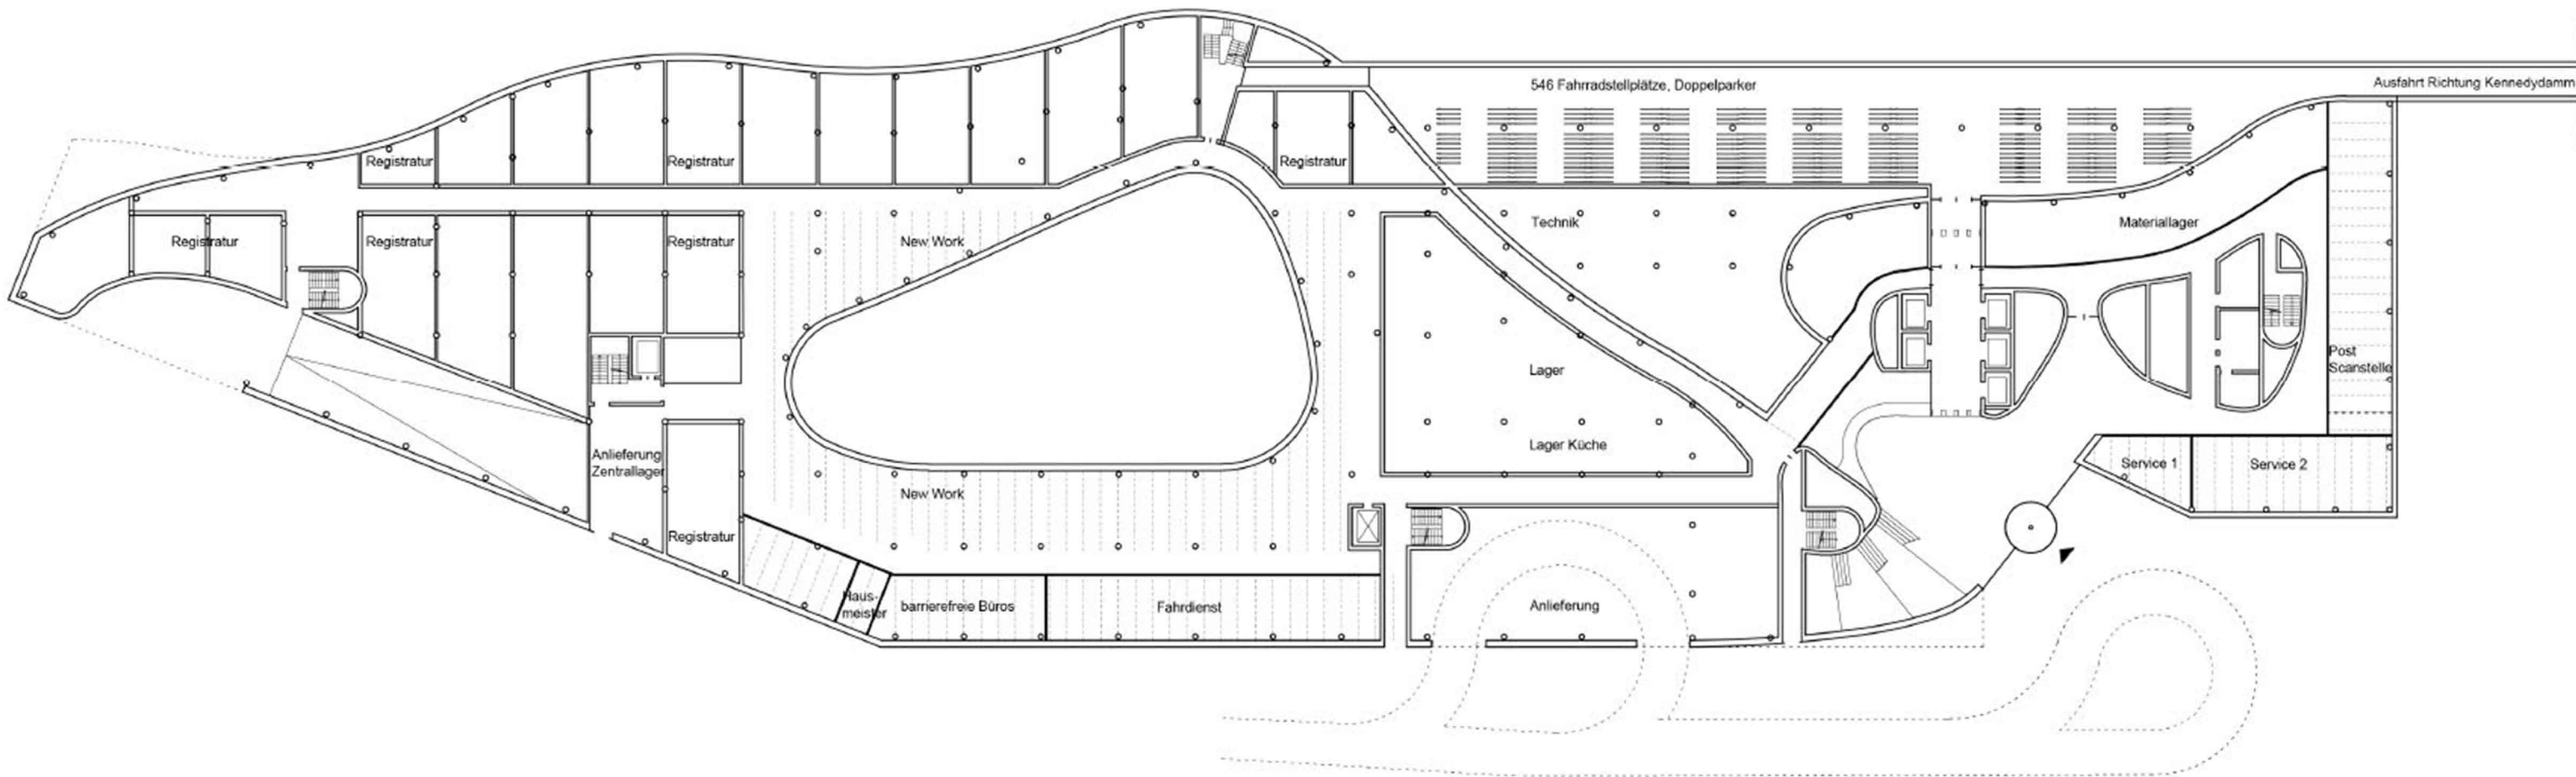 546 Fahrradstellplätze, Doppelparker
Ausfahrt Richtung Kennedydamm
Registratur
Registratur
Registratur
Registratur
Registratur
Registratur
New Work
Technik
Materiallager
Post
Scanstelle
Lager
Lager Küche
Anlieferung
Zentrallager
Service 1
Service 2
New Work
Registratur
Haus-
meister
barrierefreie Büros
Fahrdienst
Anlieferung